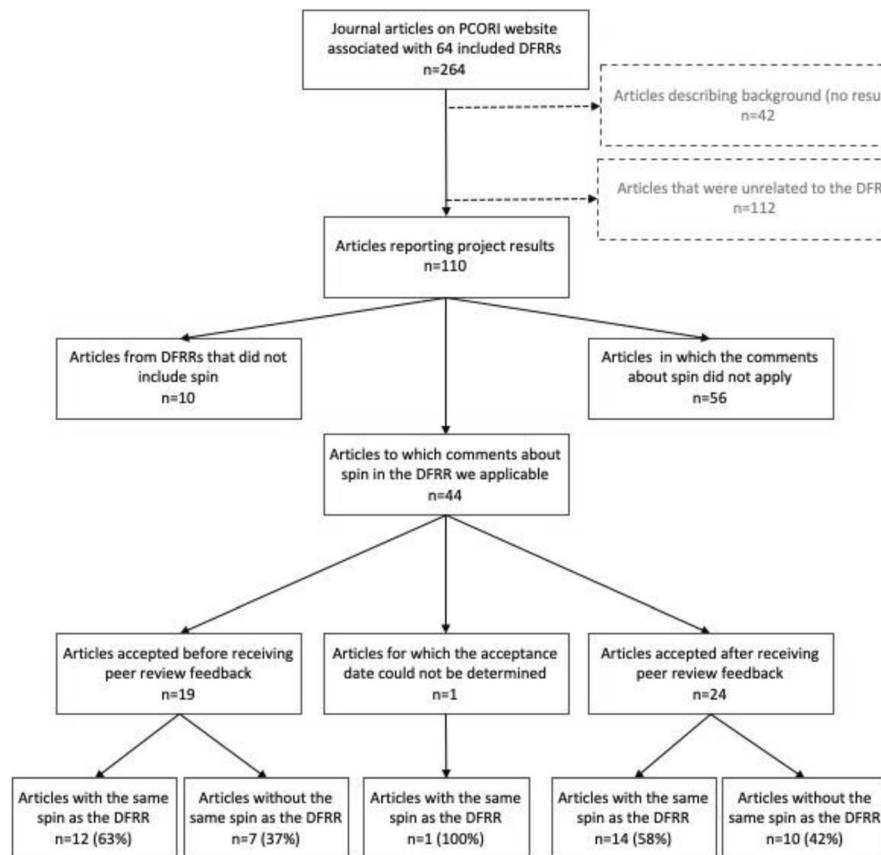 Journal articles on PCORI website
associated with 64 included DFRRs
n=264
Articles describing background (no
n=42
Articles that were unrelated to the
n=112
Articles reporting project results
n=110
Articles from DFRRs that did not
include spin
n=10
Articles in which the comments
about spin did not apply
n=56
Articles to which comments about
spin in the DFRR we applicable
n=44
Articles accepted before receiving
peer review feedback
n=19
Articles for which the acceptance
date could not be determined
n=1
Articles accepted after receiving
peer review feedback
n=24
Articles with the same
spin as the DFRR
n=12 (63%)
Articles without the
same spin as the DFRR
n=7 (37%)
Articles with the same
spin as the DFRR
n=1 (100%)
Articles with the same
spin as the DFRR
n=14 (58%)
Articles without the
same spin as the DFRR
n=10 (42%)